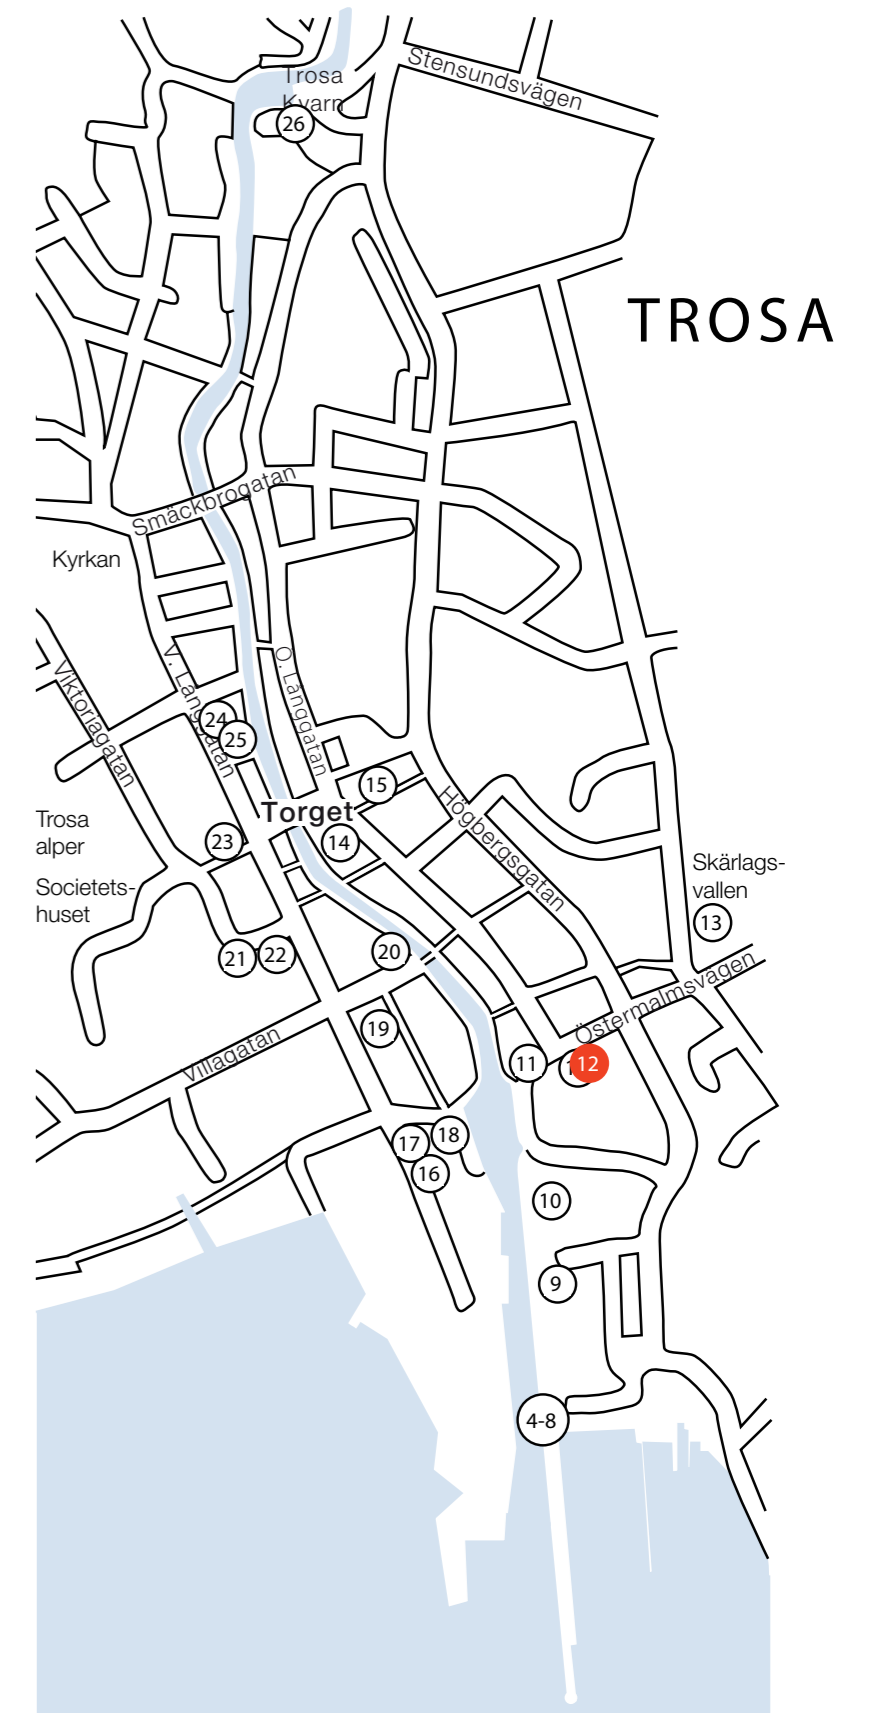 Stensundsvägen
Trosa
Kvarn
26
TROSA
Smäckbrogatan
Kyrkan
Viktoriagatan
V. Långgatan
Ö. Långgatan
24
25
15
Torget
Högbergsgatan
Trosa
alper
23
14
Societets-
huset
Skärlags-
vallen
13
21
22
20
Östermalmsvägen
19
Villagatan
11
12
17
18
16
10
9
4-8